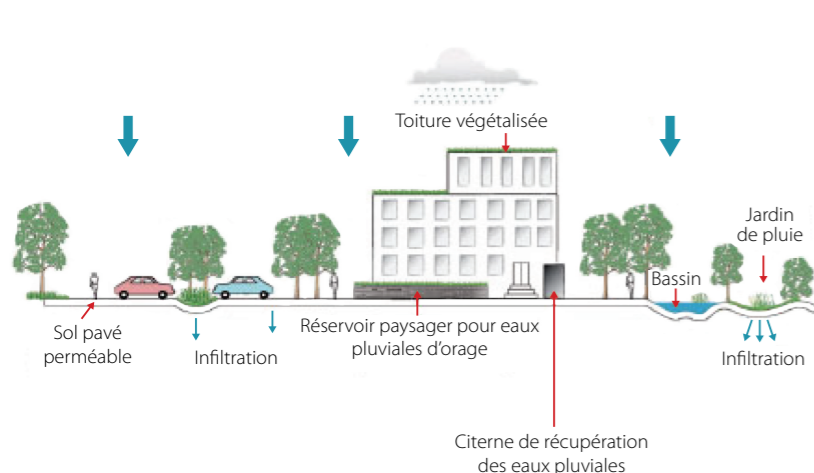 Toiture végétalisée
Jardin
de pluie
Bassin
Sol pavé
perméable
Infiltration
Réservoir paysager pour eaux
pluviales d'orage
Infiltration
Citerne de récupération
des eaux pluviales